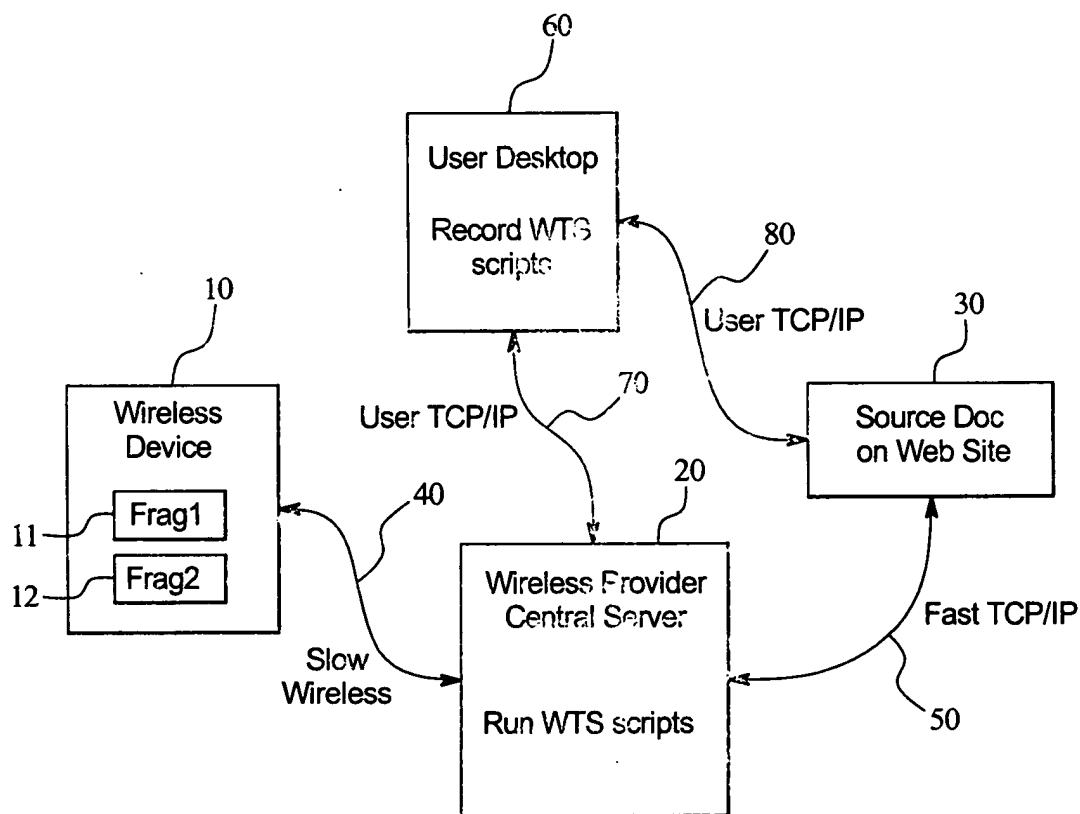 60
User Desktop
Record WTS
scripts
80
User TCP/IP
10
30
Wireless
Device
70
User TCP/IP
Source Doc
on Web Site
20
40
11
Frag1
12
Frag2
Wireless Provider
Central Server
Fast TCP/IP
Slow
Wireless
50
Run WTS scripts